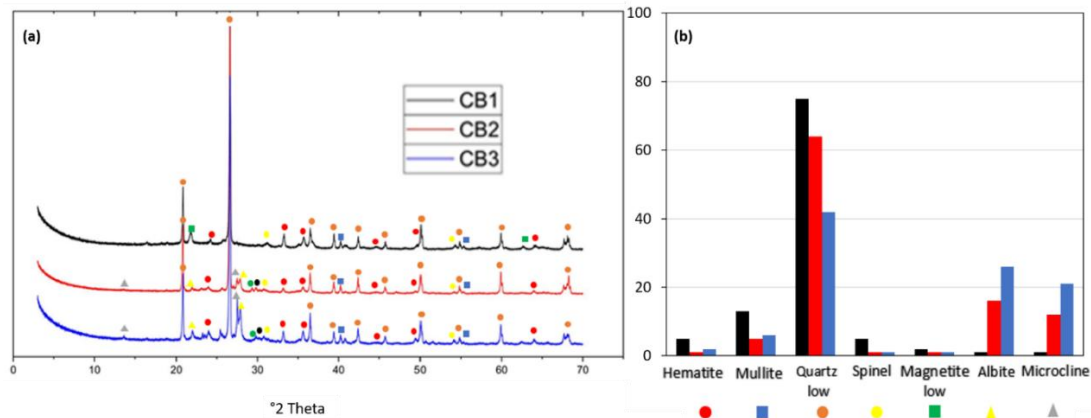 (a)
CB1
CB2
CB3
0 10 20 30 40 50 60 70
°2 Theta
(b)
100
80
60
40
20
0
Hematite Mullite Quartz low Spinel Magnetite low Albite Microcline